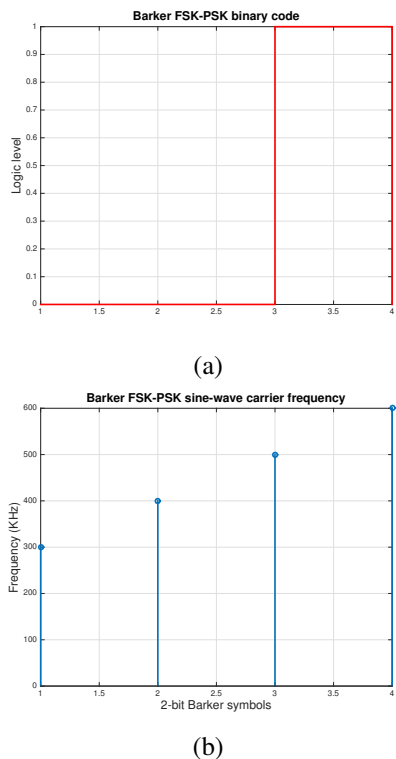 Barker FSK-PSK binary code
Logic level
1
0.9
0.8
0.7
0.6
0.5
0.4
0.3
0.2
0.1
0
1 1.5 2 2.5 3 3.5 4
(a)
Barker FSK-PSK sine-wave carrier frequency
Frequency (KHz)
600
500
400
300
200
100
0
1 1.5 2 2.5 3 3.5 4
2-bit Barker symbols
(b)